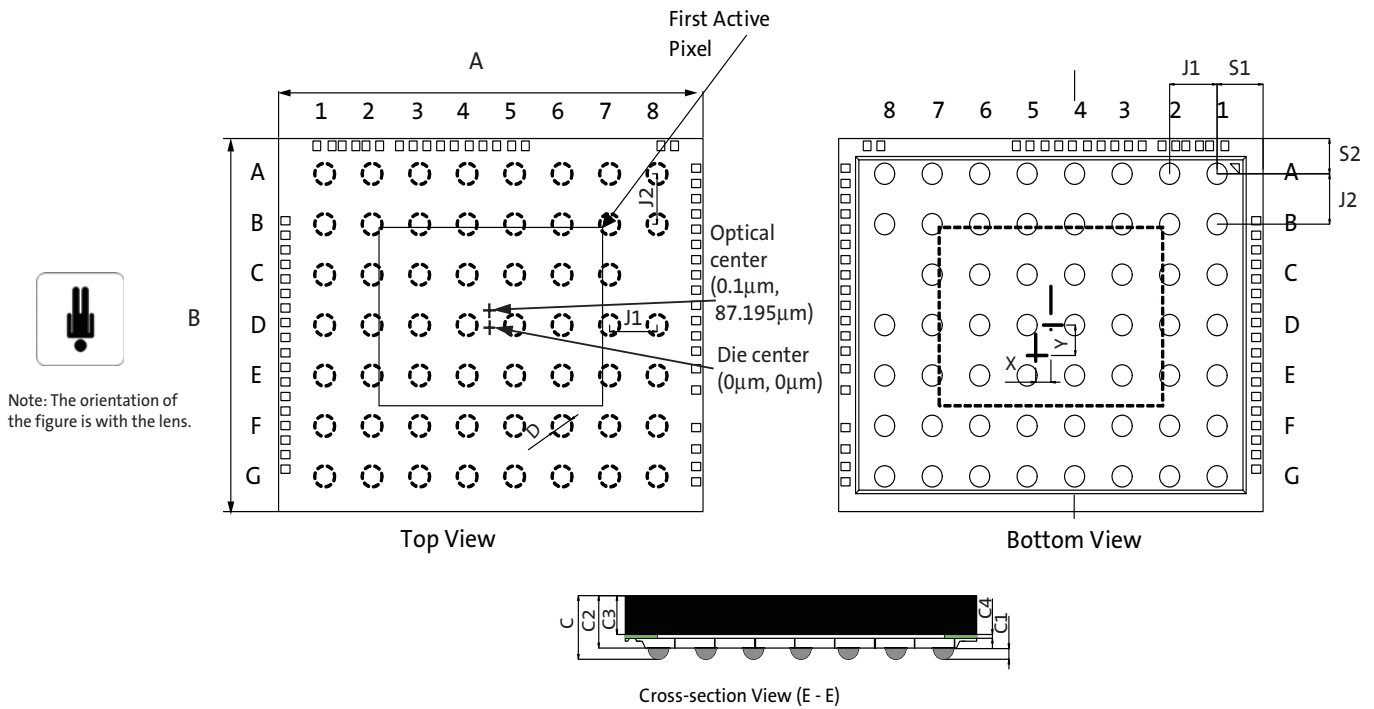 First Active
Pixel
A
J1 S1
1 2 3 4 5 6 7 8
8 7 6 5 4 3 2 1
A
B
C
D
E
F
G
B
J2
J1
D
Optical
center
(0.1μm,
87.195μm)
Die center
(0μm, 0μm)
S2
J2
A
B
C
D
E
F
G
X
Y
Note: The orientation of
the figure is with the lens.
Top View
Bottom View
C
C2
C3
C4
C1
Cross-section View (E - E)